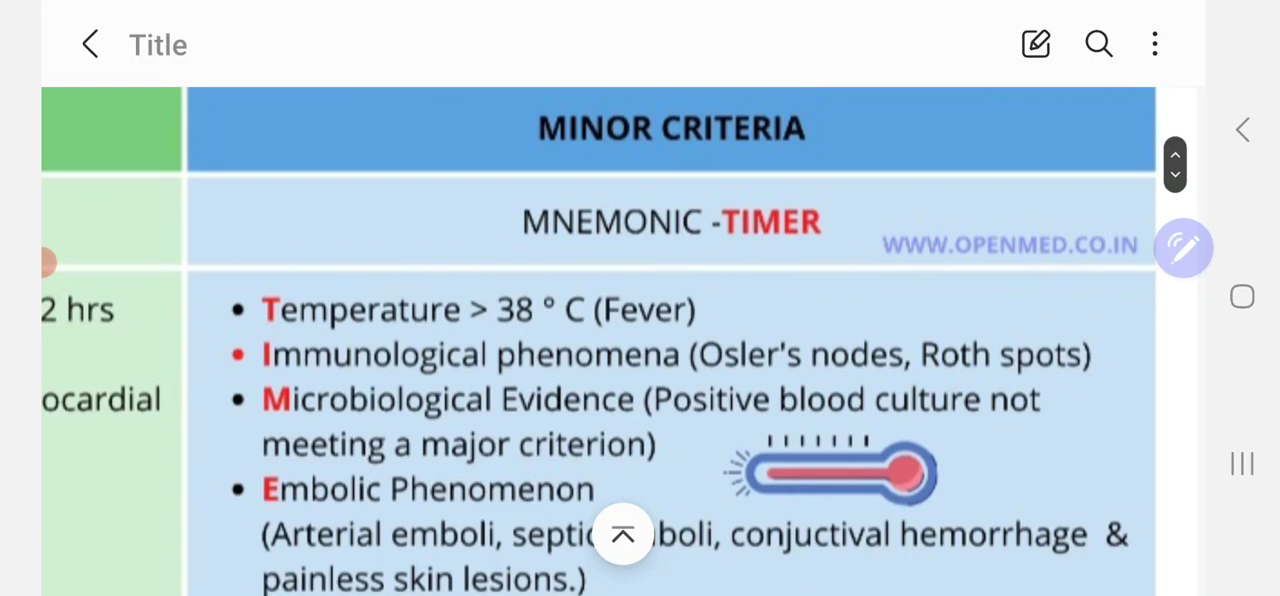 Title
MINOR CRITERIA
MNEMONIC -TIMER
WWW.OPENMED.CO.IN
2 hrs
ocardial
• Temperature > 38 ° C (Fever)
• Immunological phenomena (Osler's nodes, Roth spots)
• Microbiological Evidence (Positive blood culture not
meeting a major criterion)
• Embolic Phenomenon
(Arterial emboli, septic boli, conjuctival hemorrhage &
painless skin lesions.)